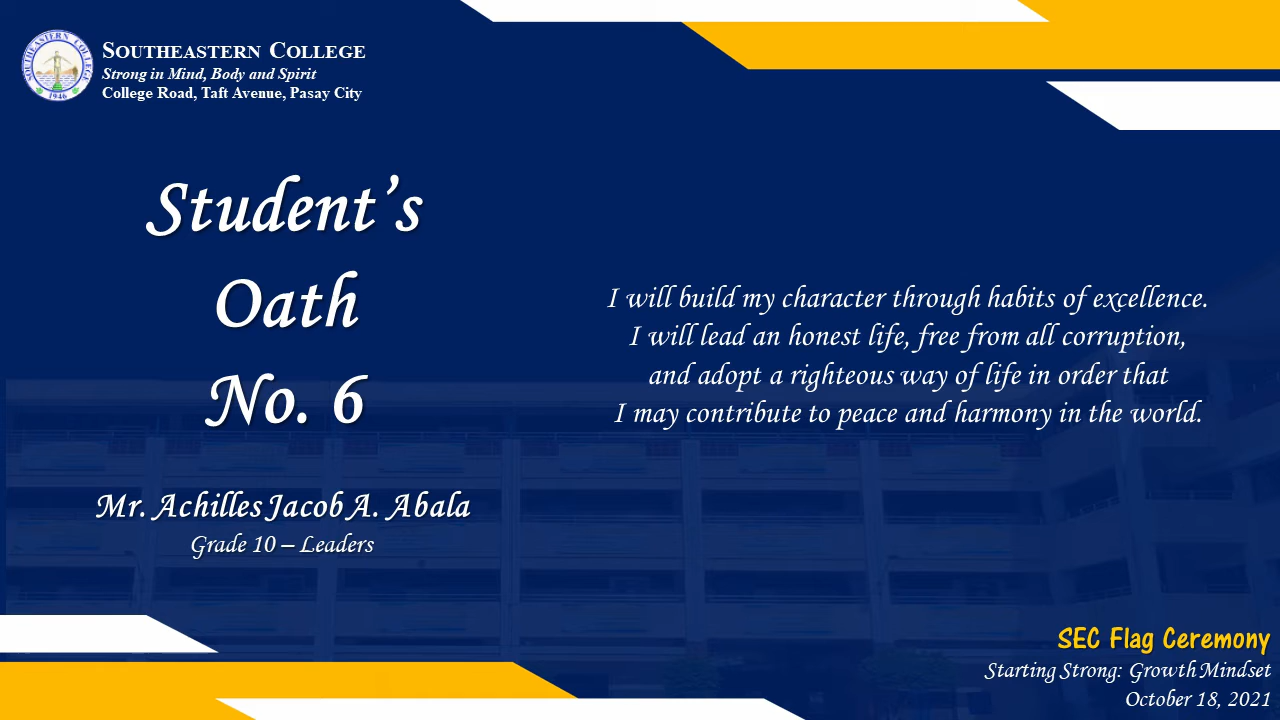 SOUTHEASTERN COLLEGE
1946
SOUTHEASTERN COLLEGE
Strong in Mind, Body and Spirit
College Road, Taft Avenue, Pasay City
Student's
Oath
No. 6
Mr. Achilles Jacob A. Abala
Grade 10 – Leaders
I will build my character through habits of excellence.
I will lead an honest life, free from all corruption,
and adopt a righteous way of life in order that
I may contribute to peace and harmony in the world.
SEC Flag Ceremony
Starting Strong: Growth Mindset
October 18, 2021